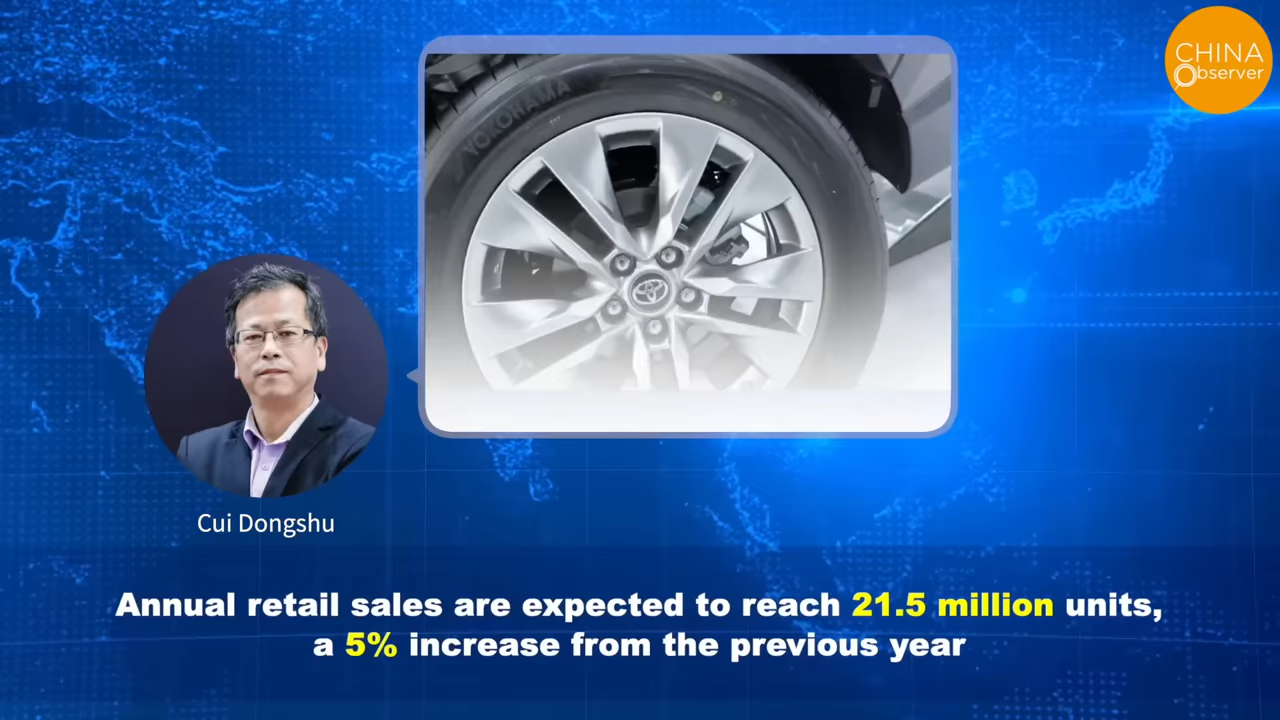 CHINA
Observer
YOKOHAMA
Cui Dongshu
Annual retail sales are expected to reach 21.5 million units,
a 5% increase from the previous year